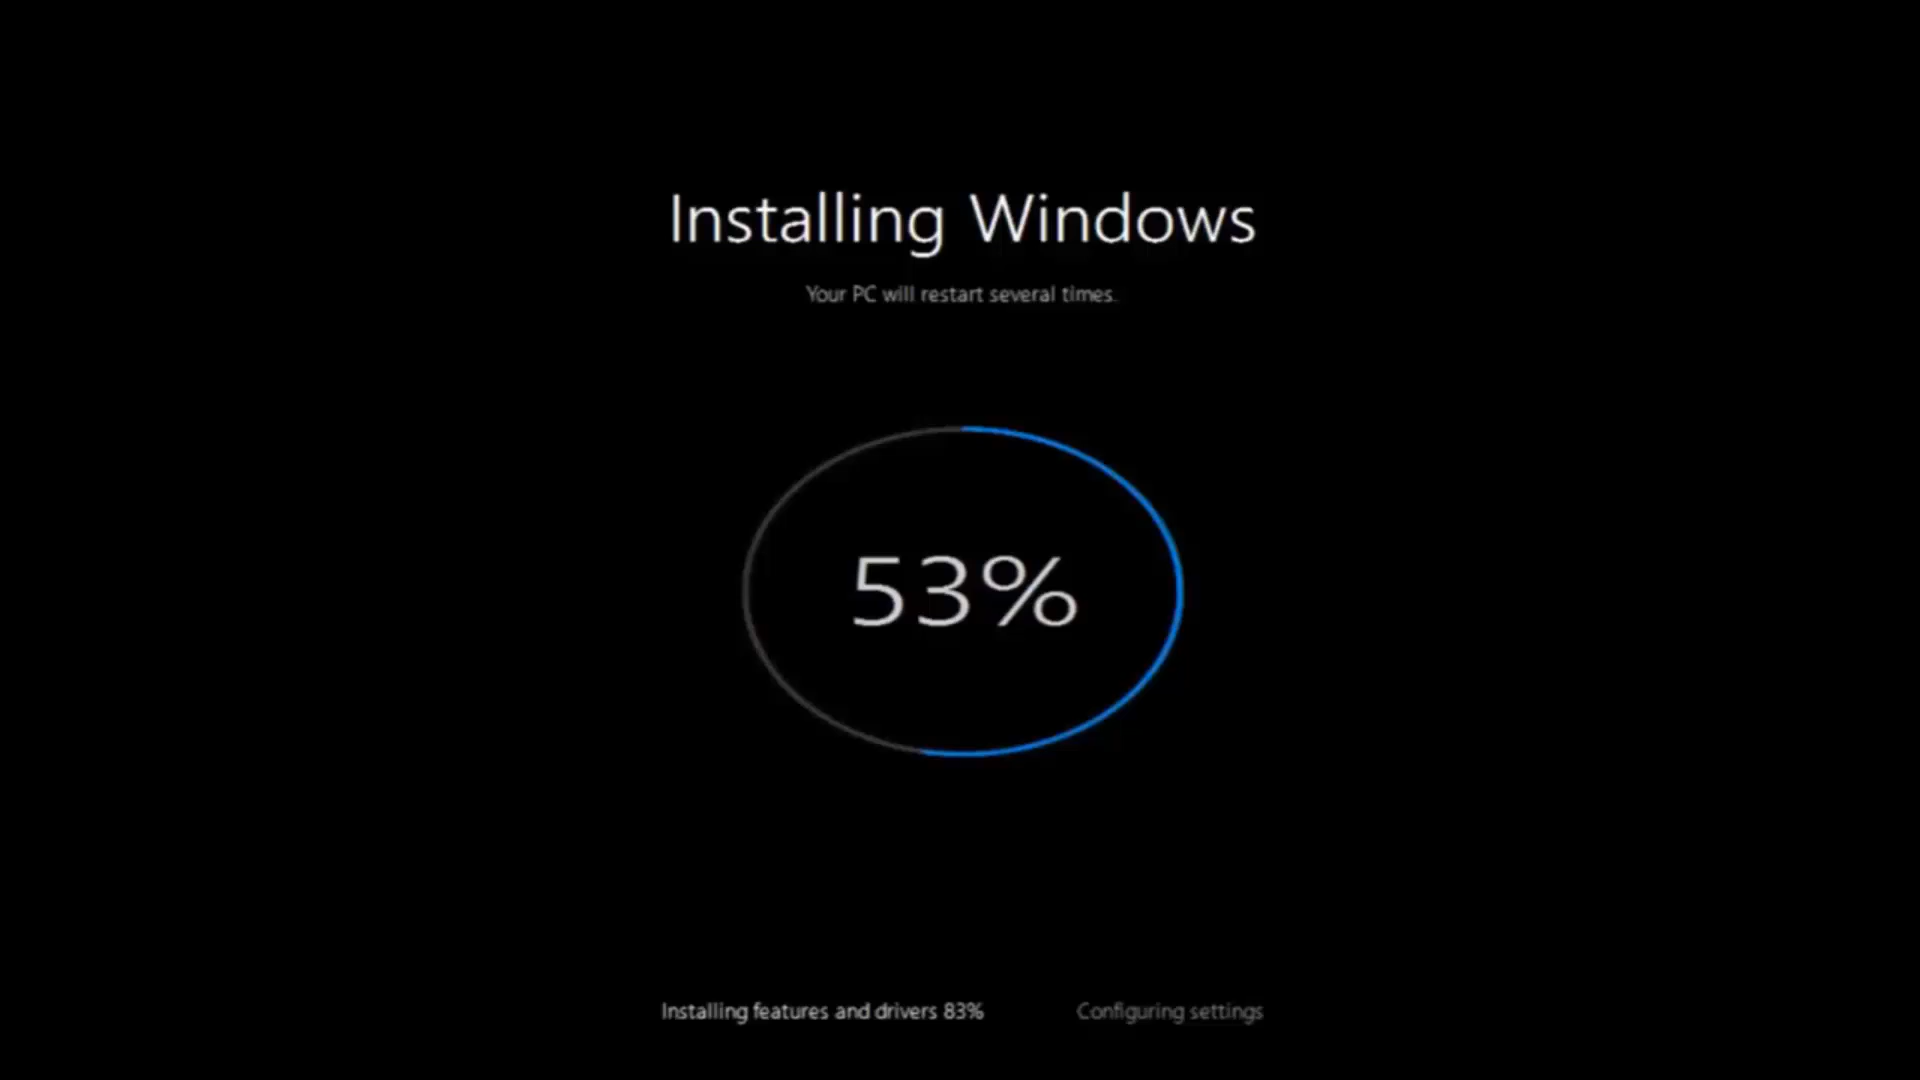 Installing Windows
Your PC will restart several times.
53%
Installing features and drivers 83%
Configuring settings